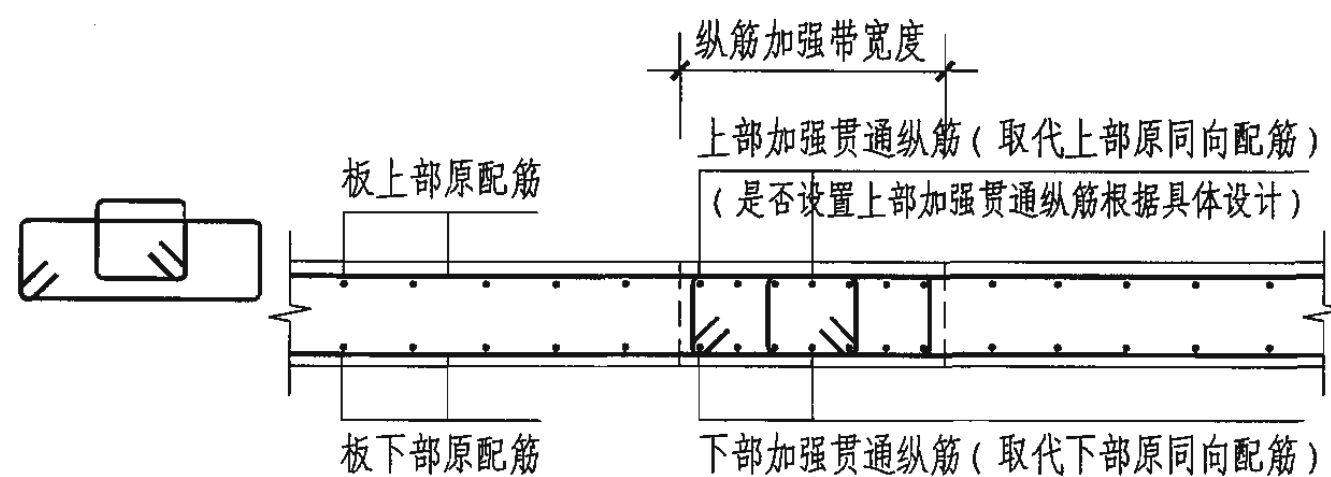 纵筋加强带宽度
上部加强贯通纵筋(取代上部原同向配筋)
板上部原配筋
(是否设置上部加强贯通纵筋根据具体设计)
板下部原配筋
下部加强贯通纵筋(取代下部原同向配筋)